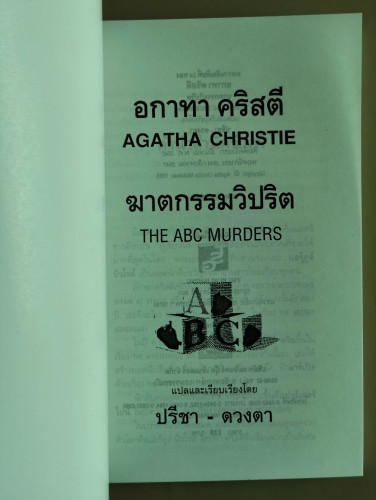 อกาทา คริสตี
AGATHA CHRISTIE
ฆาตกรรมวิปริต
THE ABC MURDERS
A
BC
แปลและเรียบเรียงโดย
ปรีชา - ดวงตา